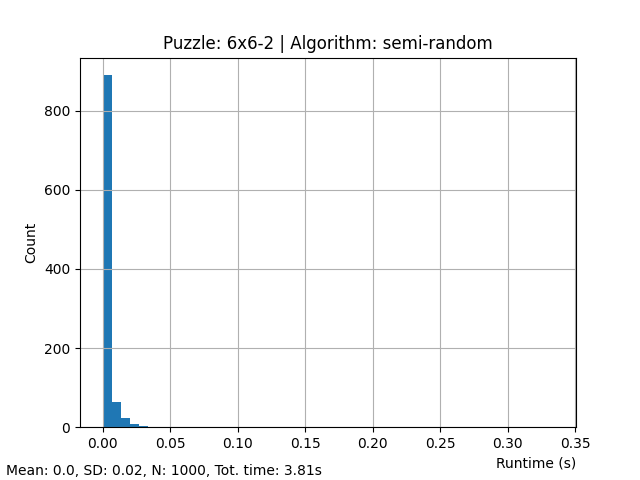 Puzzle: 6x6-2 | Algorithm: semi-random
Count
800
600
400
200
0
0.00 0.05 0.10 0.15 0.20 0.25 0.30 0.35
Runtime (s)
Mean: 0.0, SD: 0.02, N: 1000, Tot. time: 3.81s